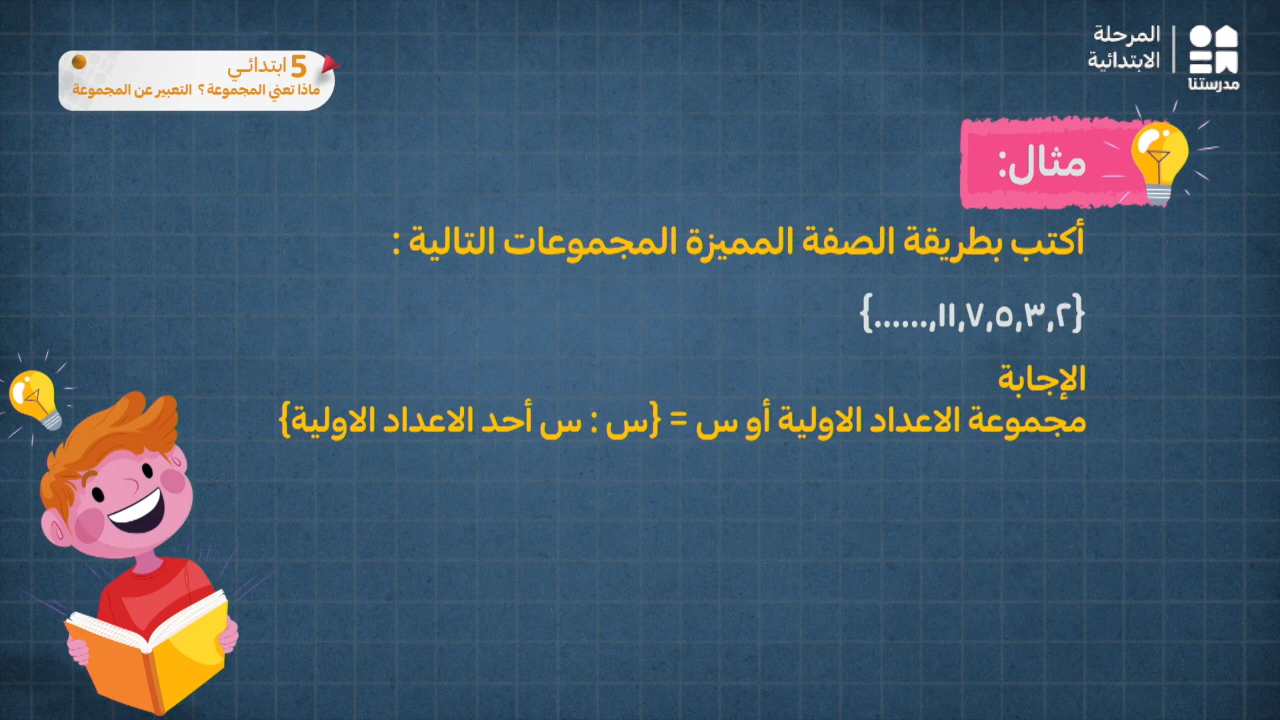 المرحلة
الابتدائية
مدرستنا
5 ابتدائـي
ماذا تعني المجموعة ؟ التعبير عن المجموعة
مثال:
أكتب بطريقة الصفة المميزة المجموعات التالية :
{٢,٣,٥,٧,١١,......}
الإجابة
مجموعة الاعداد الاولية أو س = {س : س أحد الاعداد الاولية}